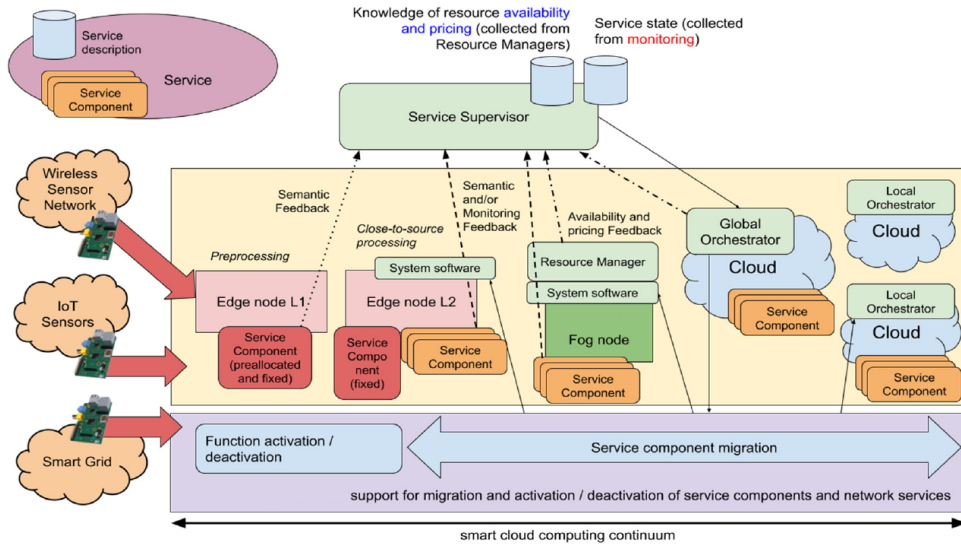 Service
description
Service
Service
Component
Knowledge of resource availability
and pricing (collected from
Resource Managers)
Service state (collected
from monitoring)
Service Supervisor
Wireless
Sensor
Network
IoT
Sensors
Smart Grid
Semantic
Feedback
Close-to-source
processing
Semantic
and/or
Monitoring
Feedback
Availability and
pricing Feedback
Global
Orchestrator
Cloud
Service
Component
Local
Orchestrator
Cloud
Local
Orchestrator
Cloud
Service
Component
Preprocessing
Edge node L1
Service
Component
(preallocated
and fixed)
System software
Edge node L2
Service
Compo
nent
(fixed)
Service
Component
Resource Manager
System software
Fog node
Service
Component
Function activation /
deactivation
Service component migration
support for migration and activation / deactivation of service components and network services
smart cloud computing continuum